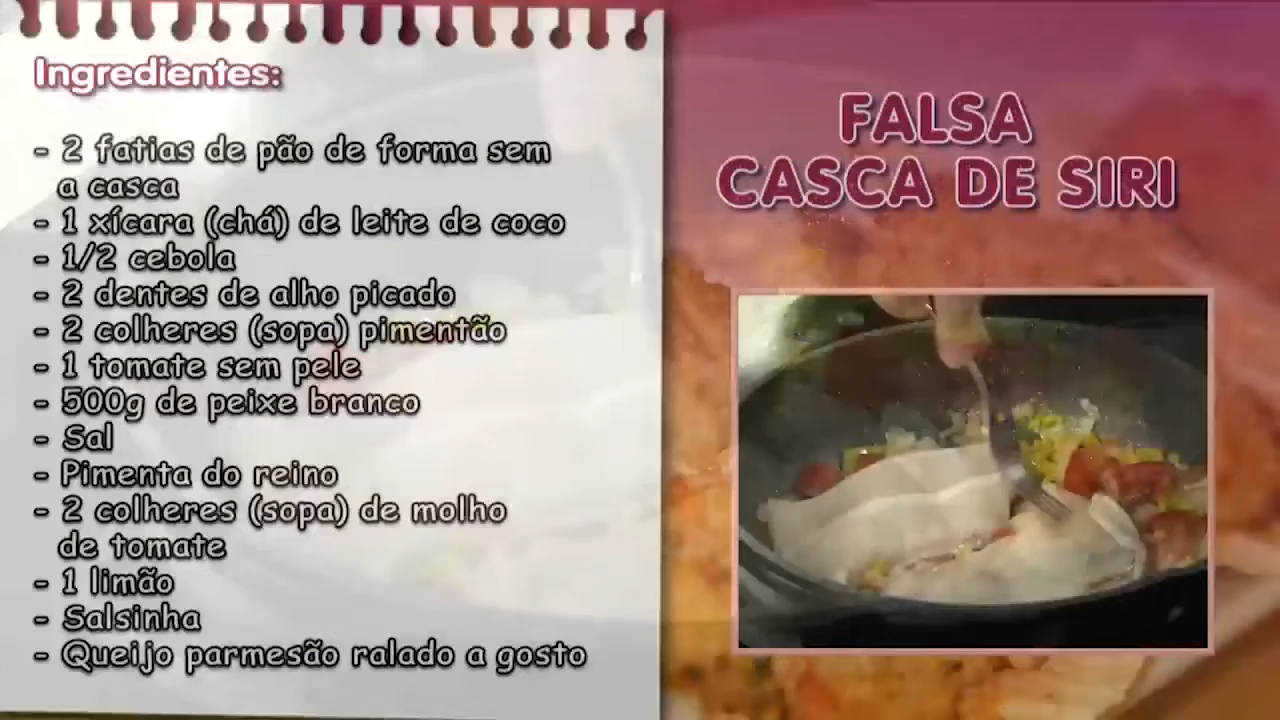 Ingredientes:
- 2 fatias de pão de forma sem
a casca
- 1 xícara (chá) de leite de coco
- 1/2 cebola
- 2 dentes de alho picado
- 2 colheres (sopa) pimentão
- 1 tomate sem pele
- 500g de peixe branco
- Sal
- Pimenta do reino
- 2 colheres (sopa) de molho
de tomate
- 1 limão
- Salsinha
- Queijo parmesão ralado a gosto
FALSA
CASCA DE SIRI